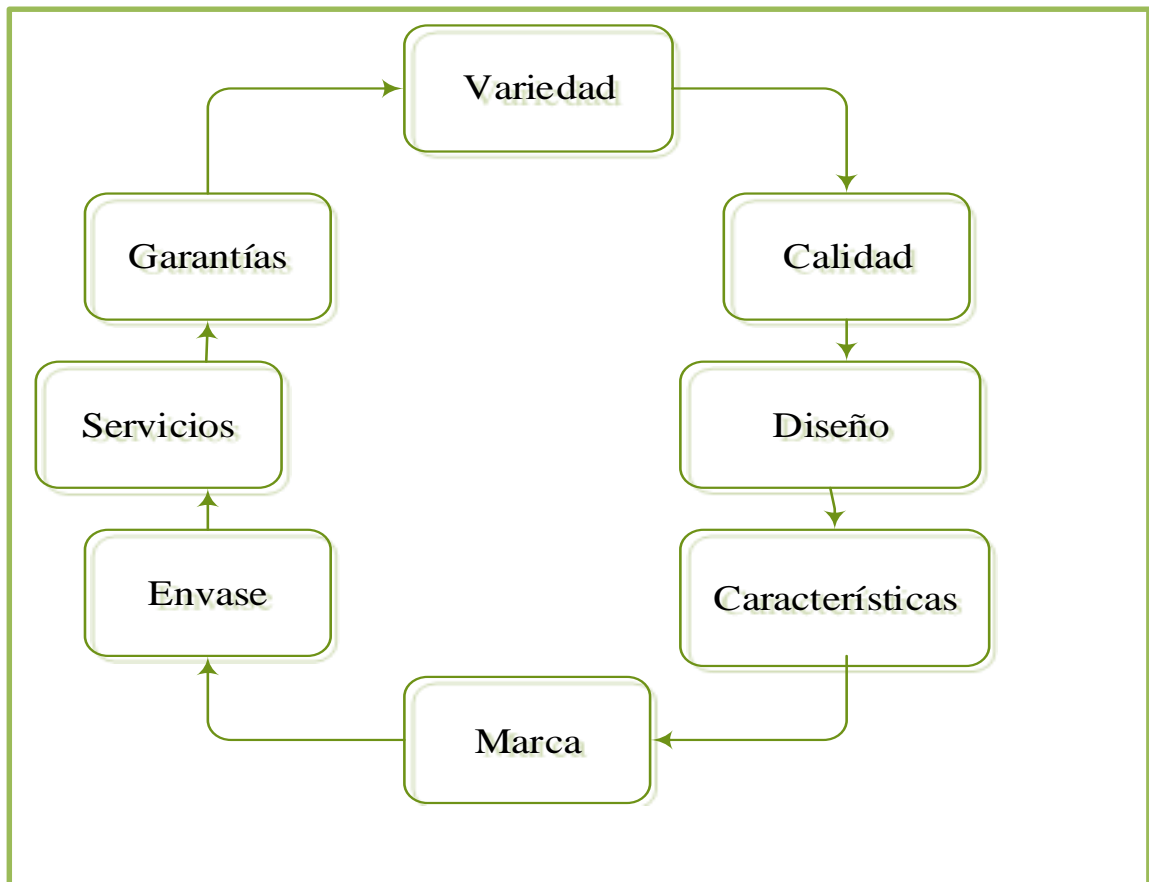 Variedad
Calidad
Diseño
Características
Marca
Envase
Servicios
Garantías